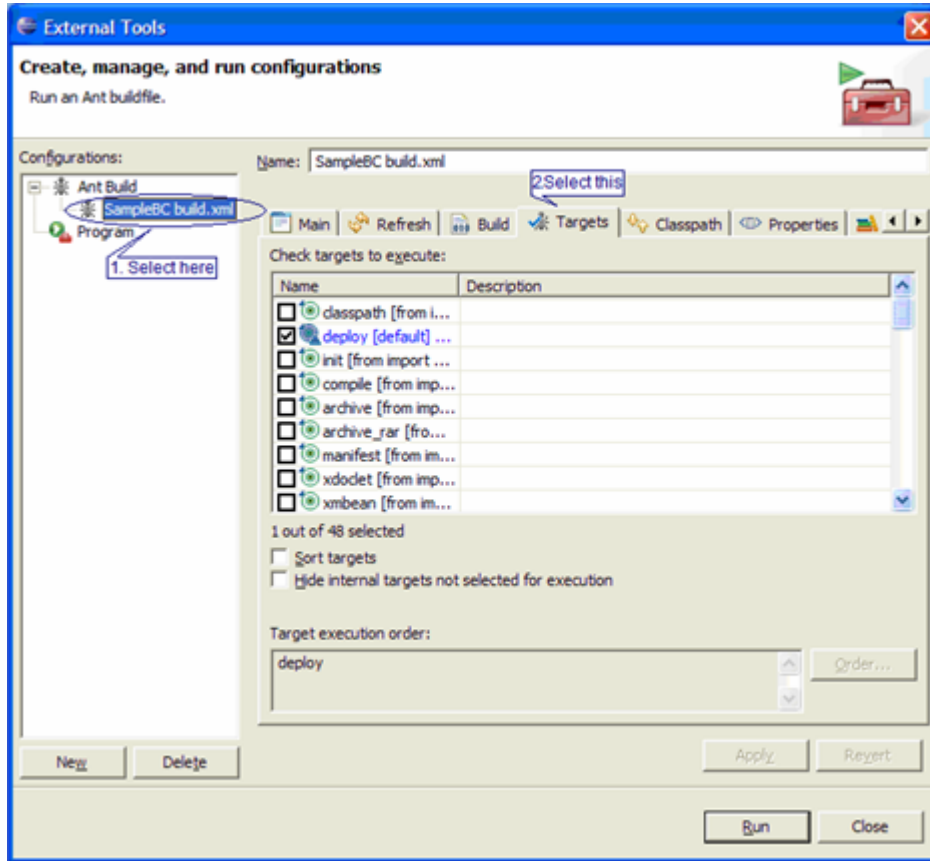 External Tools
Create, manage, and run configurations
Run an Ant buildfile.
Configurations:
Ant Build
SampleBC build.xml
Program
1. Select here
Name: SampleBC build.xml
2Select this
Main Refresh Build Targets Classpath Properties
Check targets to execute:
Name Description
classpath [from i...
deploy [default] ...
init [from import ...
compile [from imp...
archive [from imp...
archive_rar [fro...
manifest [from im...
xdoclet [from imp...
xmbean [from im...
1 out of 48 selected
Sort targets
Hide internal targets not selected for execution
Target execution order:
deploy
Order...
New Delete
Apply Revert
Run Close